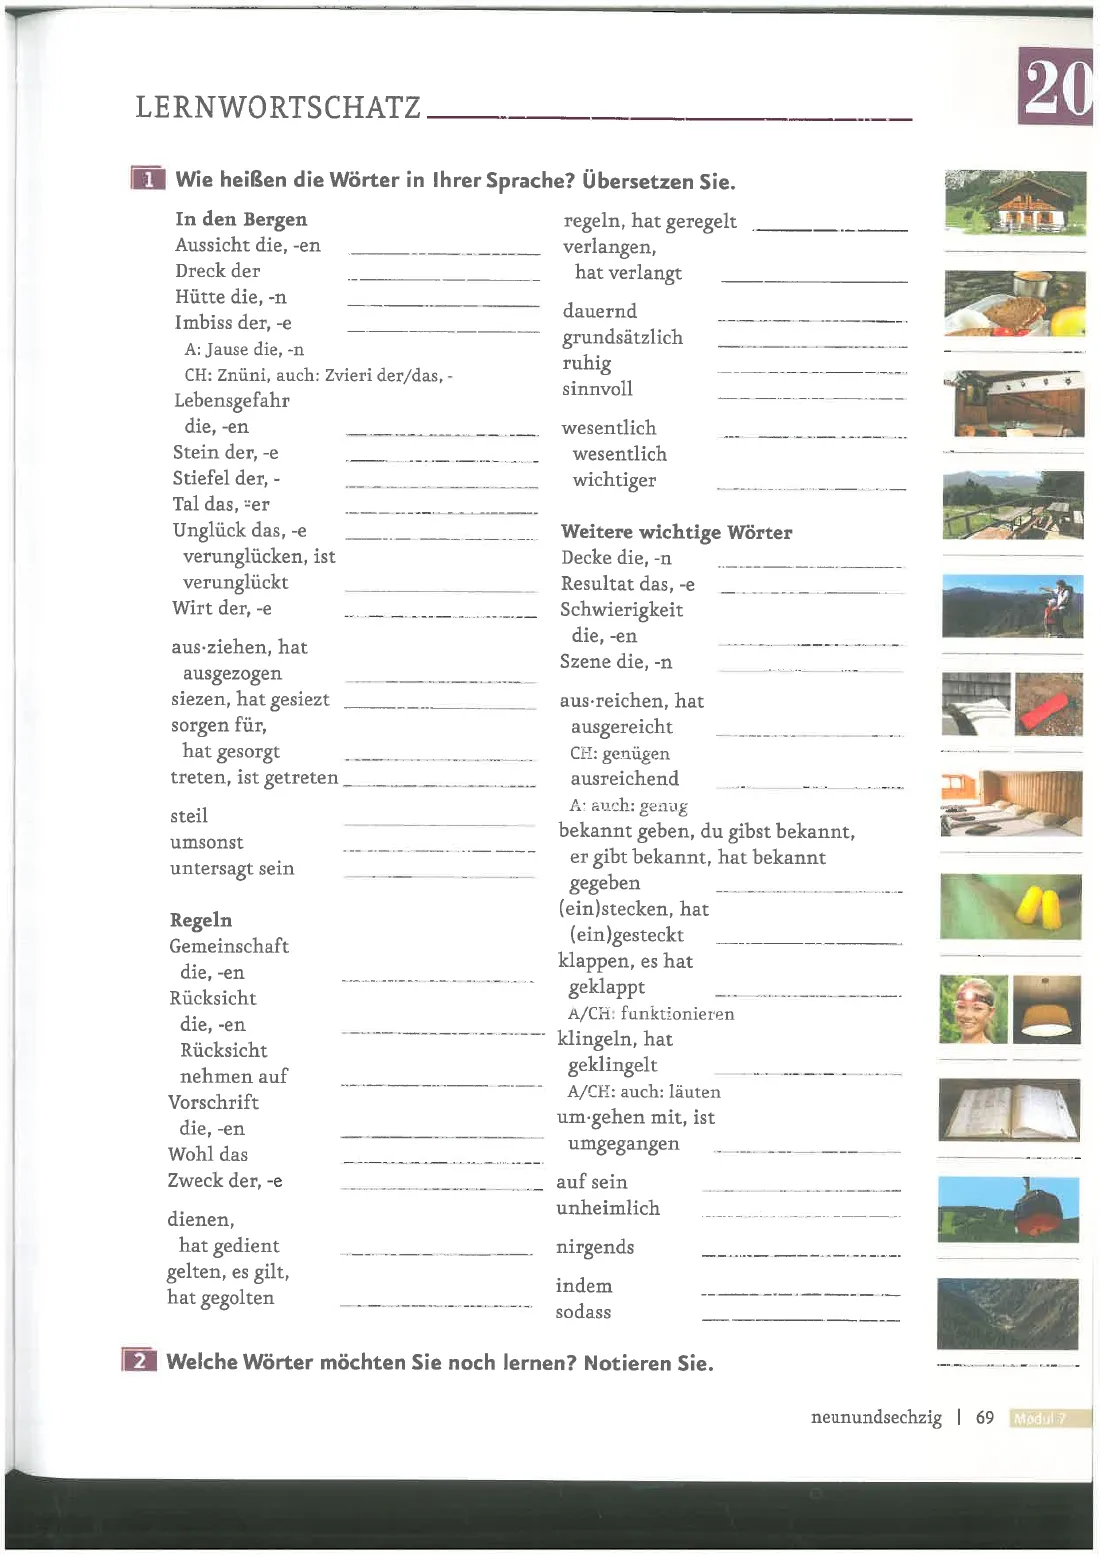 LERNWORTSCHATZ
20
1 Wie heißen die Wörter in Ihrer Sprache? Übersetzen Sie.
In den Bergen
Aussicht die, -en
Dreck der
Hütte die, -n
Imbiss der, -e
A: Jause die, -n
CH: Znüni, auch: Zvieri der/das, -
Lebensgefahr
die, -en
Stein der, -e
Stiefel der, -
Tal das, ¨-er
Unglück das, -e
verunglücken, ist
verunglückt
Wirt der, -e
aus·ziehen, hat
ausgezogen
siezen, hat gesiezt
sorgen für,
hat gesorgt
treten, ist getreten
steil
umsonst
untersagt sein
Regeln
Gemeinschaft
die, -en
Rücksicht
die, -en
Rücksicht
nehmen auf
Vorschrift
die, -en
Wohl das
Zweck der, -e
dienen,
hat gedient
gelten, es gilt,
hat gegolten
regeln, hat geregelt
verlangen,
hat verlangt
dauernd
grundsätzlich
ruhig
sinnvoll
wesentlich
wesentlich
wichtiger
Weitere wichtige Wörter
Decke die, -n
Resultat das, -e
Schwierigkeit
die, -en
Szene die, -n
aus·reichen, hat
ausgereicht
CH: genügen
ausreichend
A: auch: genug
bekannt geben, du gibst bekannt,
er gibt bekannt, hat bekannt
gegeben
(ein)stecken, hat
(ein)gesteckt
klappen, es hat
geklappt
A/CH: funktionieren
klingeln, hat
geklingelt
A/CH: auch: läuten
um·gehen mit, ist
umgegangen
auf sein
unheimlich
nirgends
indem
sodass
2 Welche Wörter möchten Sie noch lernen? Notieren Sie.
neunundsechzig | 69 Modul 7